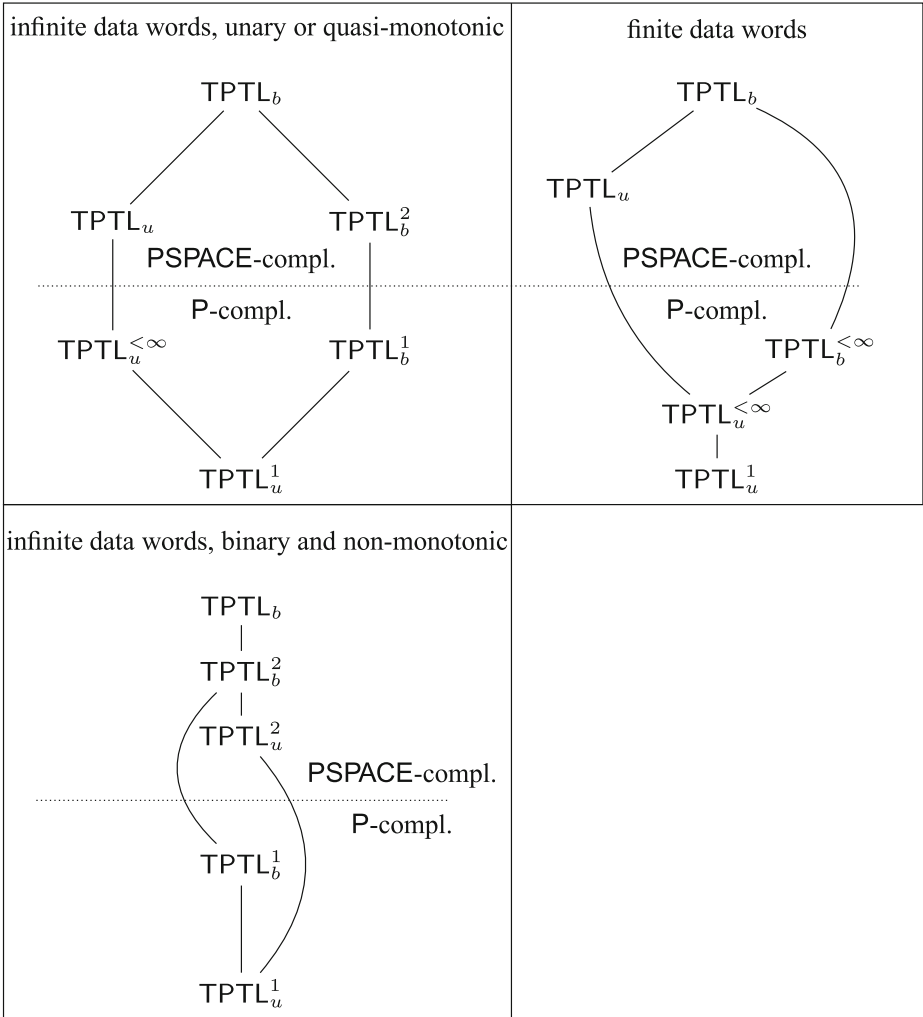 infinite data words, unary or quasi-monotonic
TPTL_b
TPTL_u
TPTL_b^2
PSPACE-compl.
P-compl.
TPTL_u^{<∞}
TPTL_b^1
TPTL_u^1
finite data words
TPTL_b
TPTL_u
PSPACE-compl.
P-compl.
TPTL_b^{<∞}
TPTL_u^{<∞}
TPTL_u^1
infinite data words, binary and non-monotonic
TPTL_b
TPTL_b^2
TPTL_u^2
PSPACE-compl.
P-compl.
TPTL_b^1
TPTL_u^1